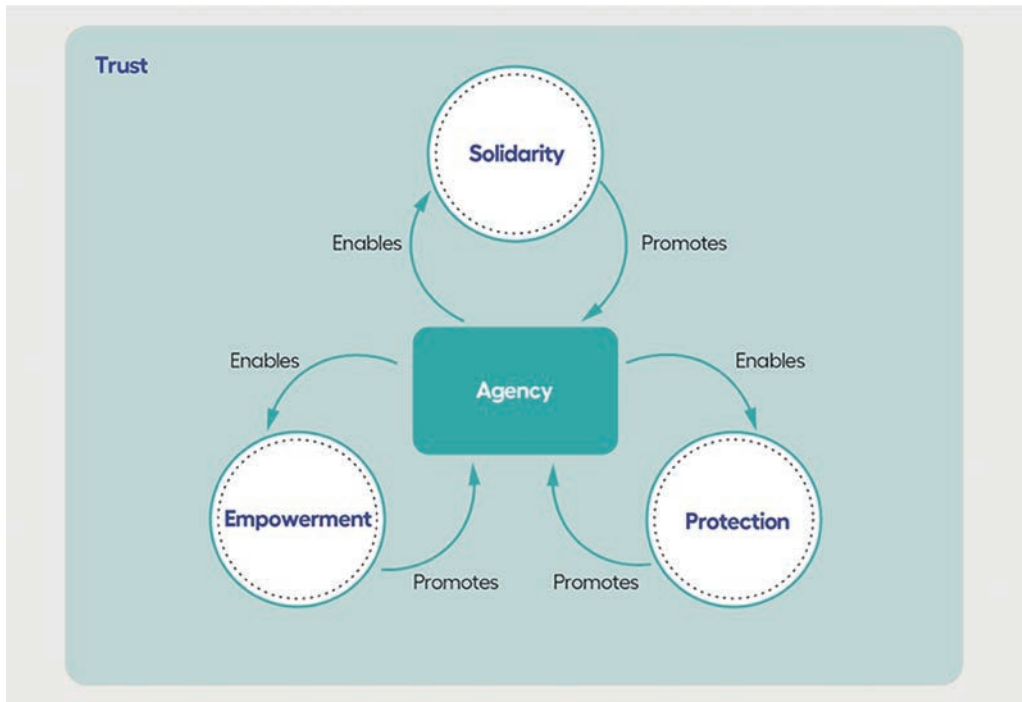 Trust
Solidarity
Enables
Promotes
Enables
Enables
Agency
Empowerment
Protection
Promotes
Promotes